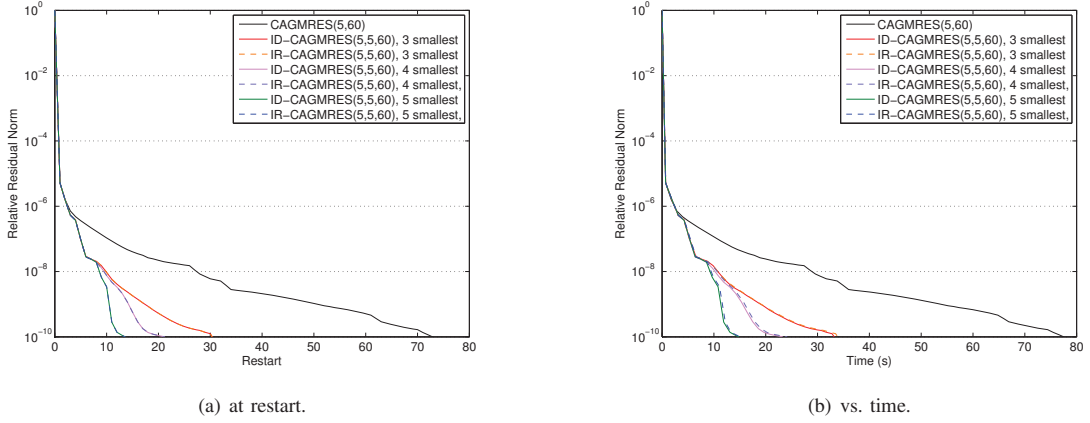 CAGMRES(5,60)
ID−CAGMRES(5,5,60), 3 smallest
IR−CAGMRES(5,5,60), 3 smallest
ID−CAGMRES(5,5,60), 4 smallest
IR−CAGMRES(5,5,60), 4 smallest,
ID−CAGMRES(5,5,60), 5 smallest
IR−CAGMRES(5,5,60), 5 smallest,
Relative Residual Norm
10^0
10^−2
10^−4
10^−6
10^−8
10^−10
0 10 20 30 40 50 60 70 80
Restart
(a) at restart.
CAGMRES(5,60)
ID−CAGMRES(5,5,60), 3 smallest
IR−CAGMRES(5,5,60), 3 smallest
ID−CAGMRES(5,5,60), 4 smallest
IR−CAGMRES(5,5,60), 4 smallest,
ID−CAGMRES(5,5,60), 5 smallest
IR−CAGMRES(5,5,60), 5 smallest,
Relative Residual Norm
10^0
10^−2
10^−4
10^−6
10^−8
10^−10
0 10 20 30 40 50 60 70 80
Time (s)
(b) vs. time.